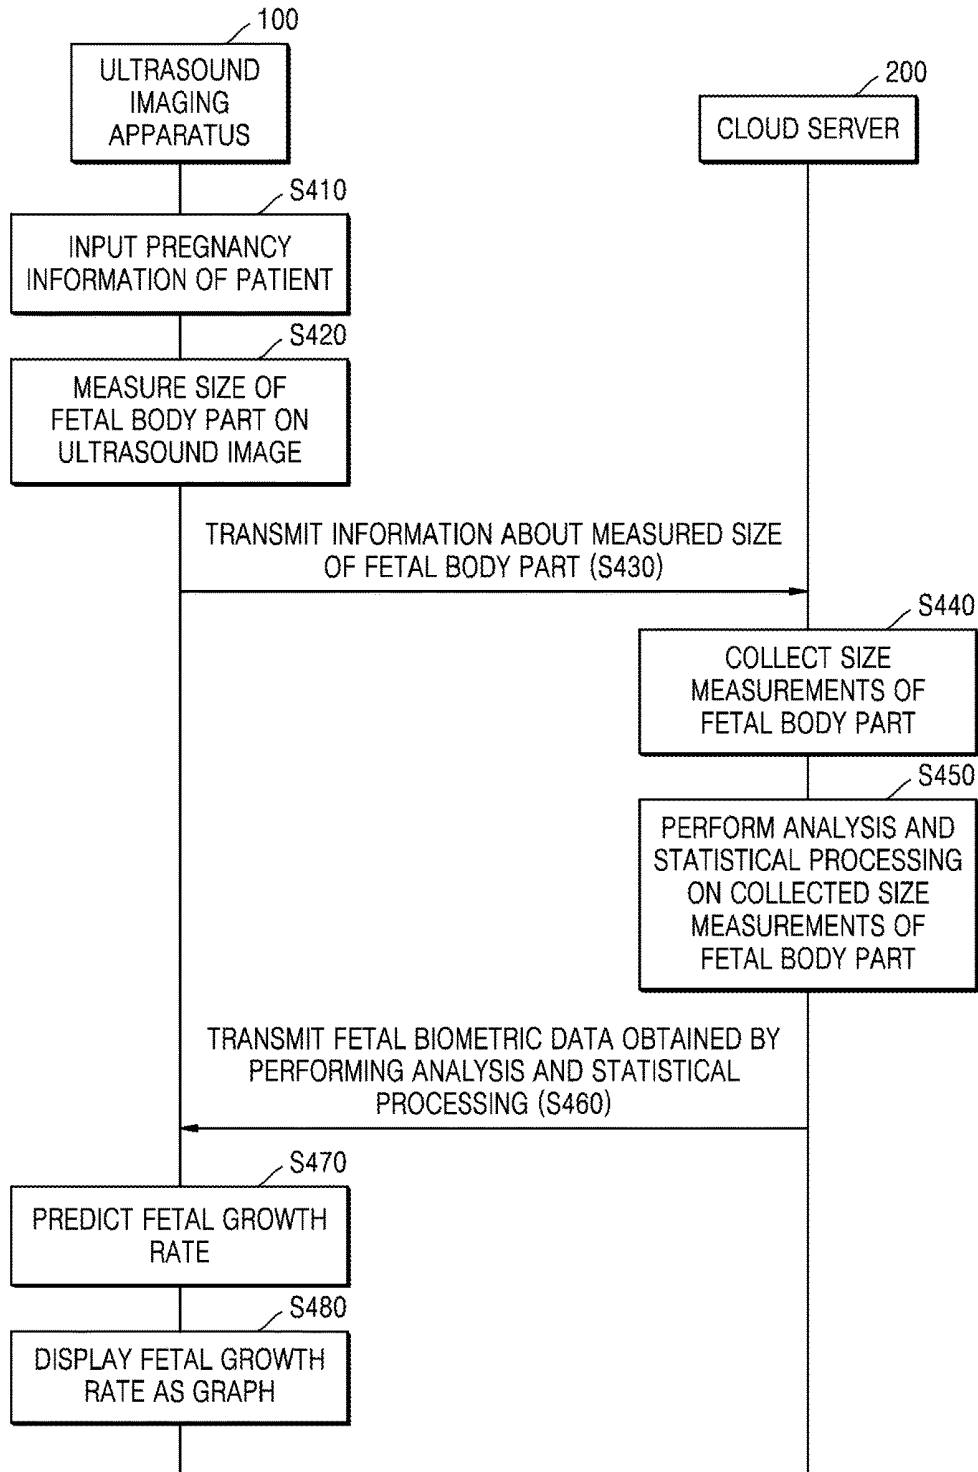 100
ULTRASOUND
IMAGING
APPARATUS
200
CLOUD SERVER
S410
INPUT PREGNANCY
INFORMATION OF PATIENT
S420
MEASURE SIZE OF
FETAL BODY PART ON
ULTRASOUND IMAGE
TRANSMIT INFORMATION ABOUT MEASURED SIZE
OF FETAL BODY PART (S430)
S440
COLLECT SIZE
MEASUREMENTS OF
FETAL BODY PART
S450
PERFORM ANALYSIS AND
STATISTICAL PROCESSING
ON COLLECTED SIZE
MEASUREMENTS OF
FETAL BODY PART
TRANSMIT FETAL BIOMETRIC DATA OBTAINED BY
PERFORMING ANALYSIS AND STATISTICAL
PROCESSING (S460)
S470
PREDICT FETAL GROWTH
RATE
S480
DISPLAY FETAL GROWTH
RATE AS GRAPH